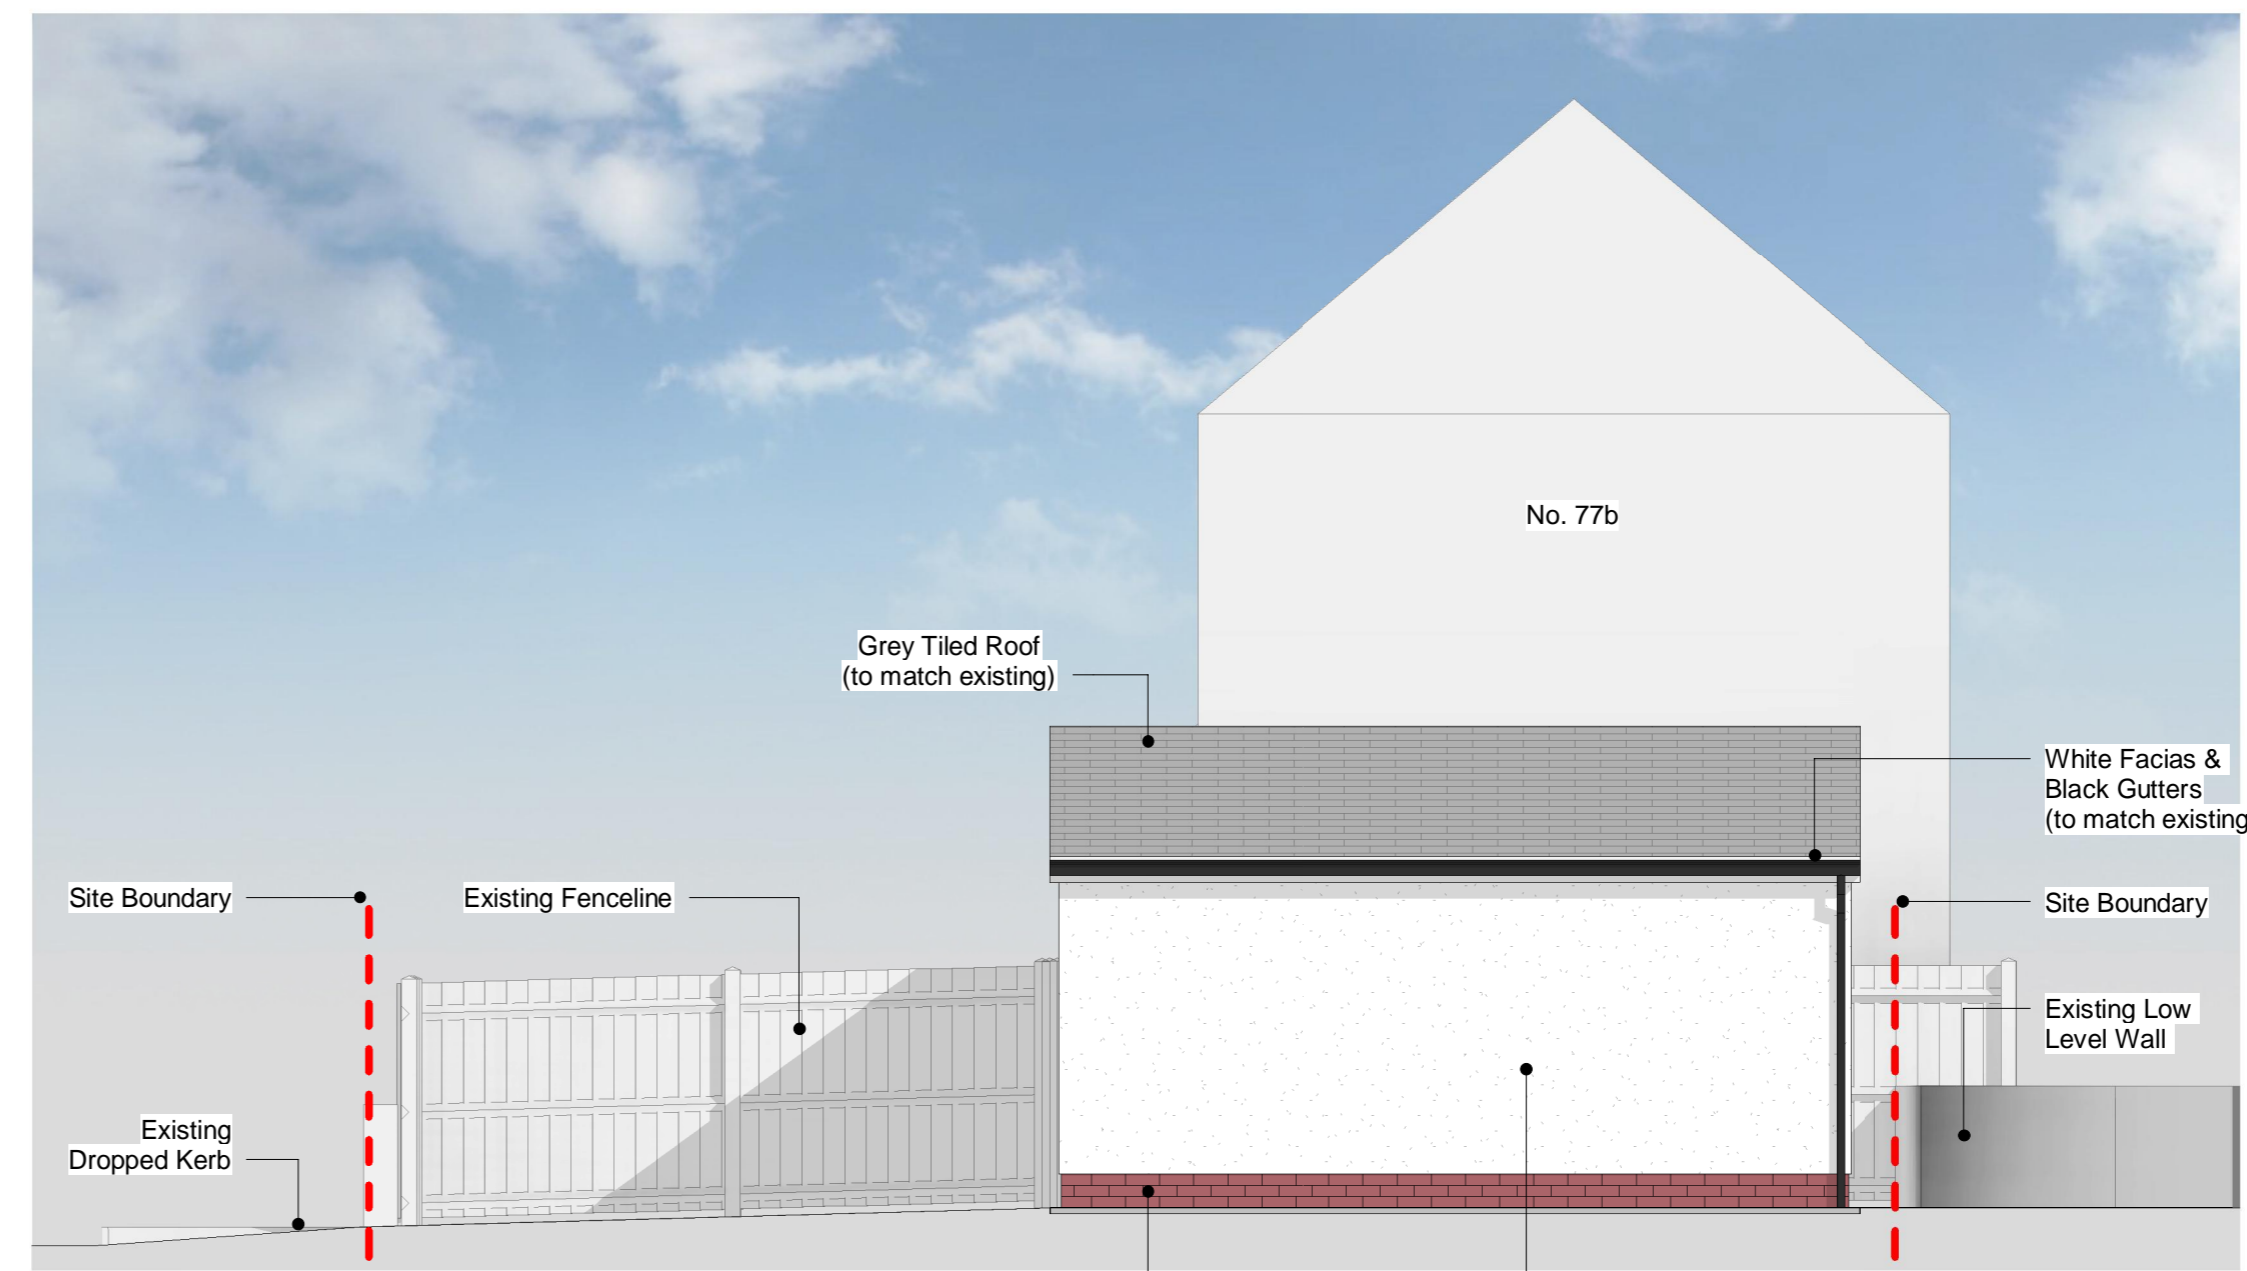 No. 77b
Grey Tiled Roof
(to match existing)
White Facias &
Black Gutters
(to match existing
Site Boundary
Existing Fenceline
Site Boundary
Existing Low
Level Wall
Existing
Dropped Kerb